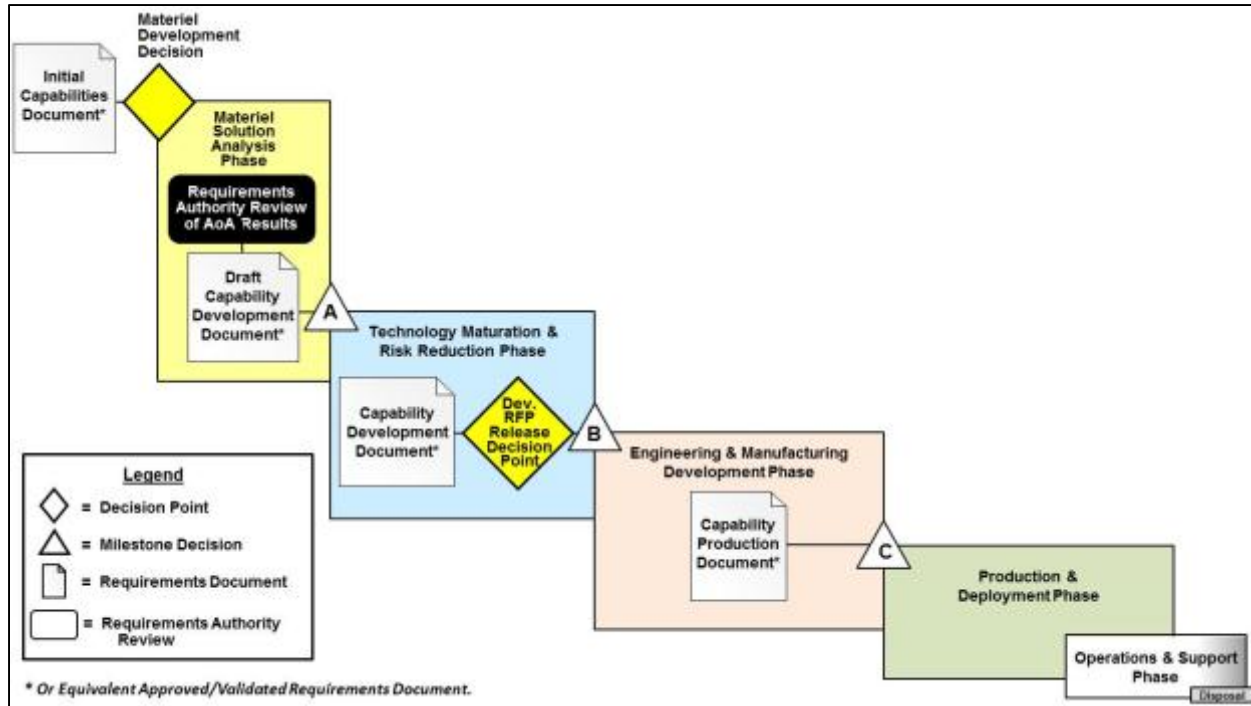 Materiel
Development
Decision
Initial
Capabilities
Document*
Materiel
Solution
Analysis
Phase
Requirements
Authority Review
of AoA Results
Draft
Capability
Development
Document*
A
Technology Maturation &
Risk Reduction Phase
Capability
Development
Document*
Dev.
RFP
Release
Decision
Point
B
Engineering & Manufacturing
Development Phase
Capability
Production
Document*
C
Production &
Deployment Phase
Operations & Support
Phase
Disposal
Legend
= Decision Point
= Milestone Decision
= Requirements Document
= Requirements Authority
Review
* Or Equivalent Approved/Validated Requirements Document.